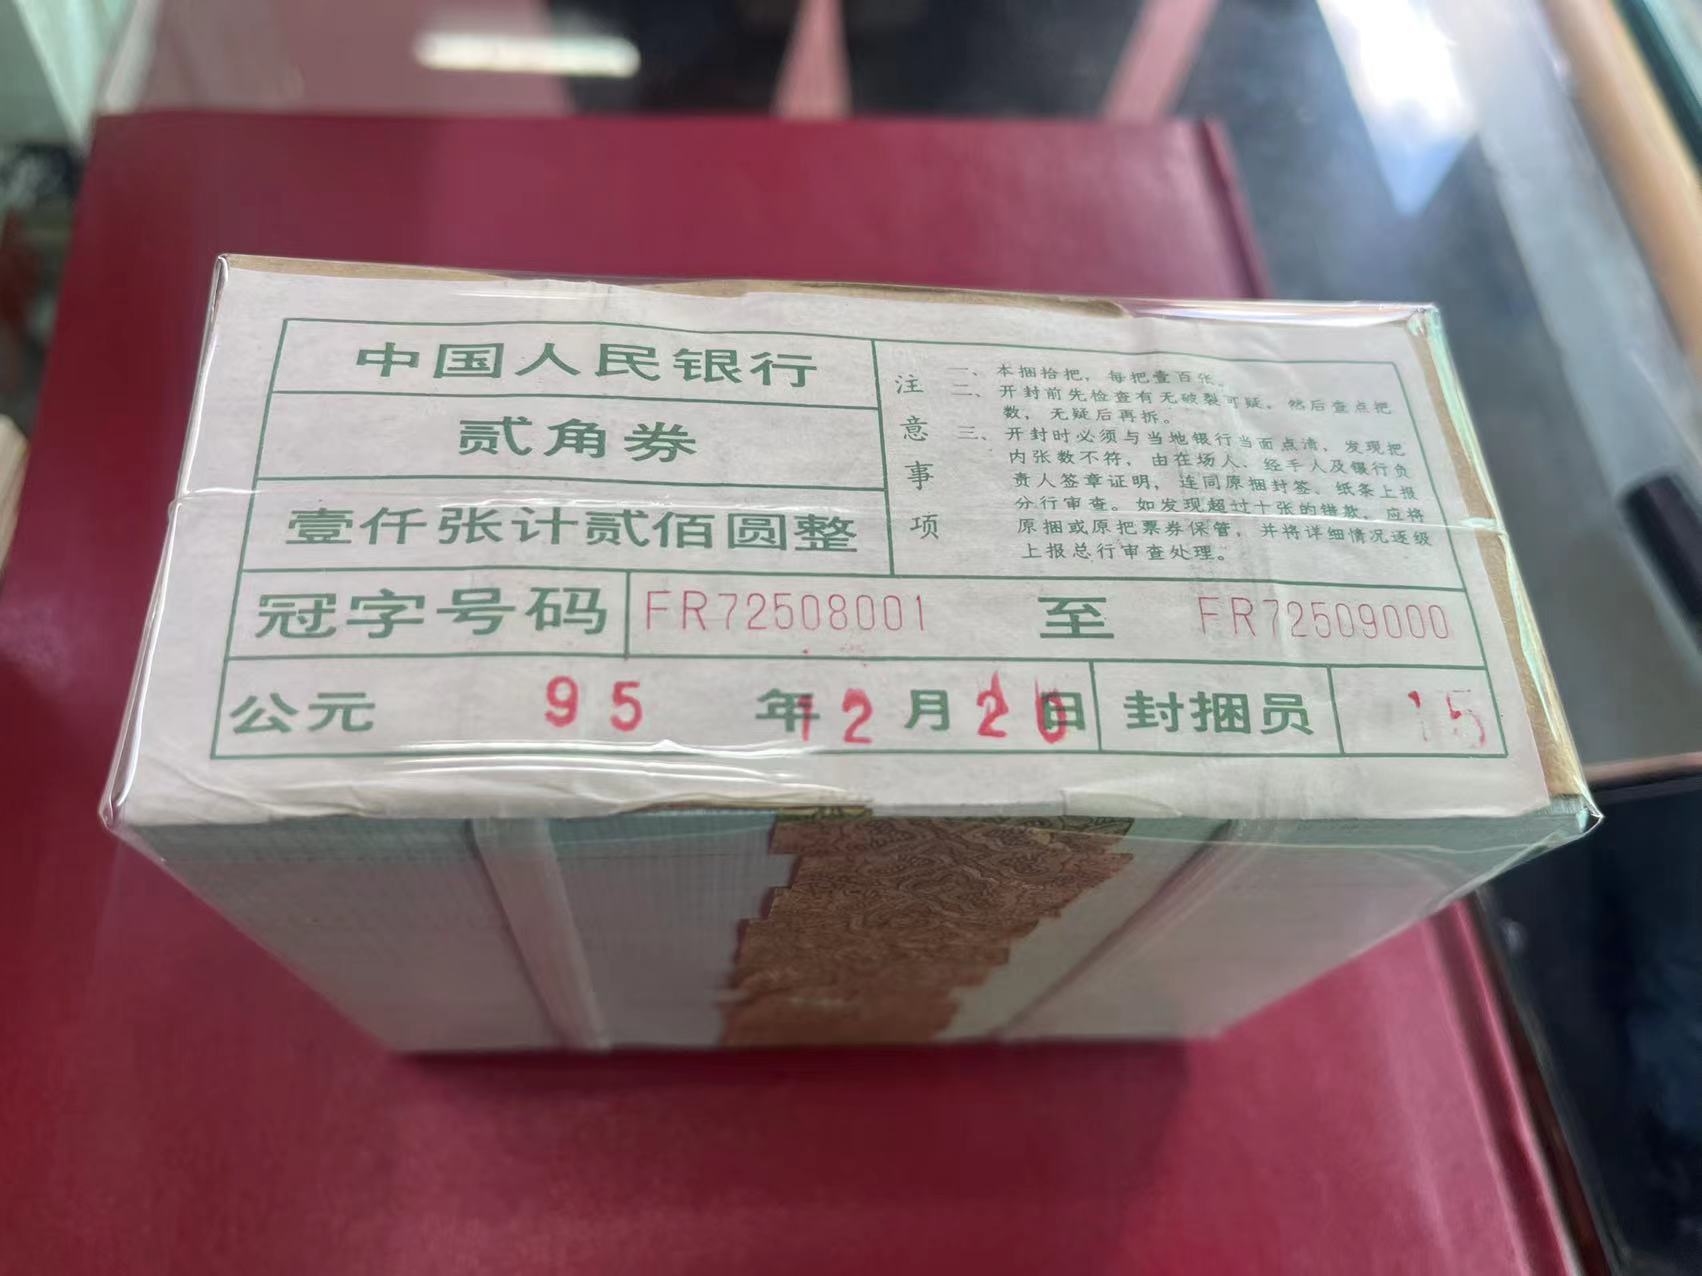 中国人民银行
贰角券
壹仟张计贰佰圆整
注意事项
一、本捆拾把，每把壹百张。
二、开封前先检查有无破裂可疑，然后查点把
数，无疑后再拆。
三、开封时必须与当地银行当面点清，发现把
内张数不符，由在场人、经手人及银行负
责人签章证明，连同原捆封签、纸条上报
分行审查。如发现超过十张的错款，应将
原捆或原把票券保管，并将详细情况逐级
上报总行审查处理。
冠字号码 FR72508001 至 FR72509000
公元 95 年 12 月 26 日 封捆员 15